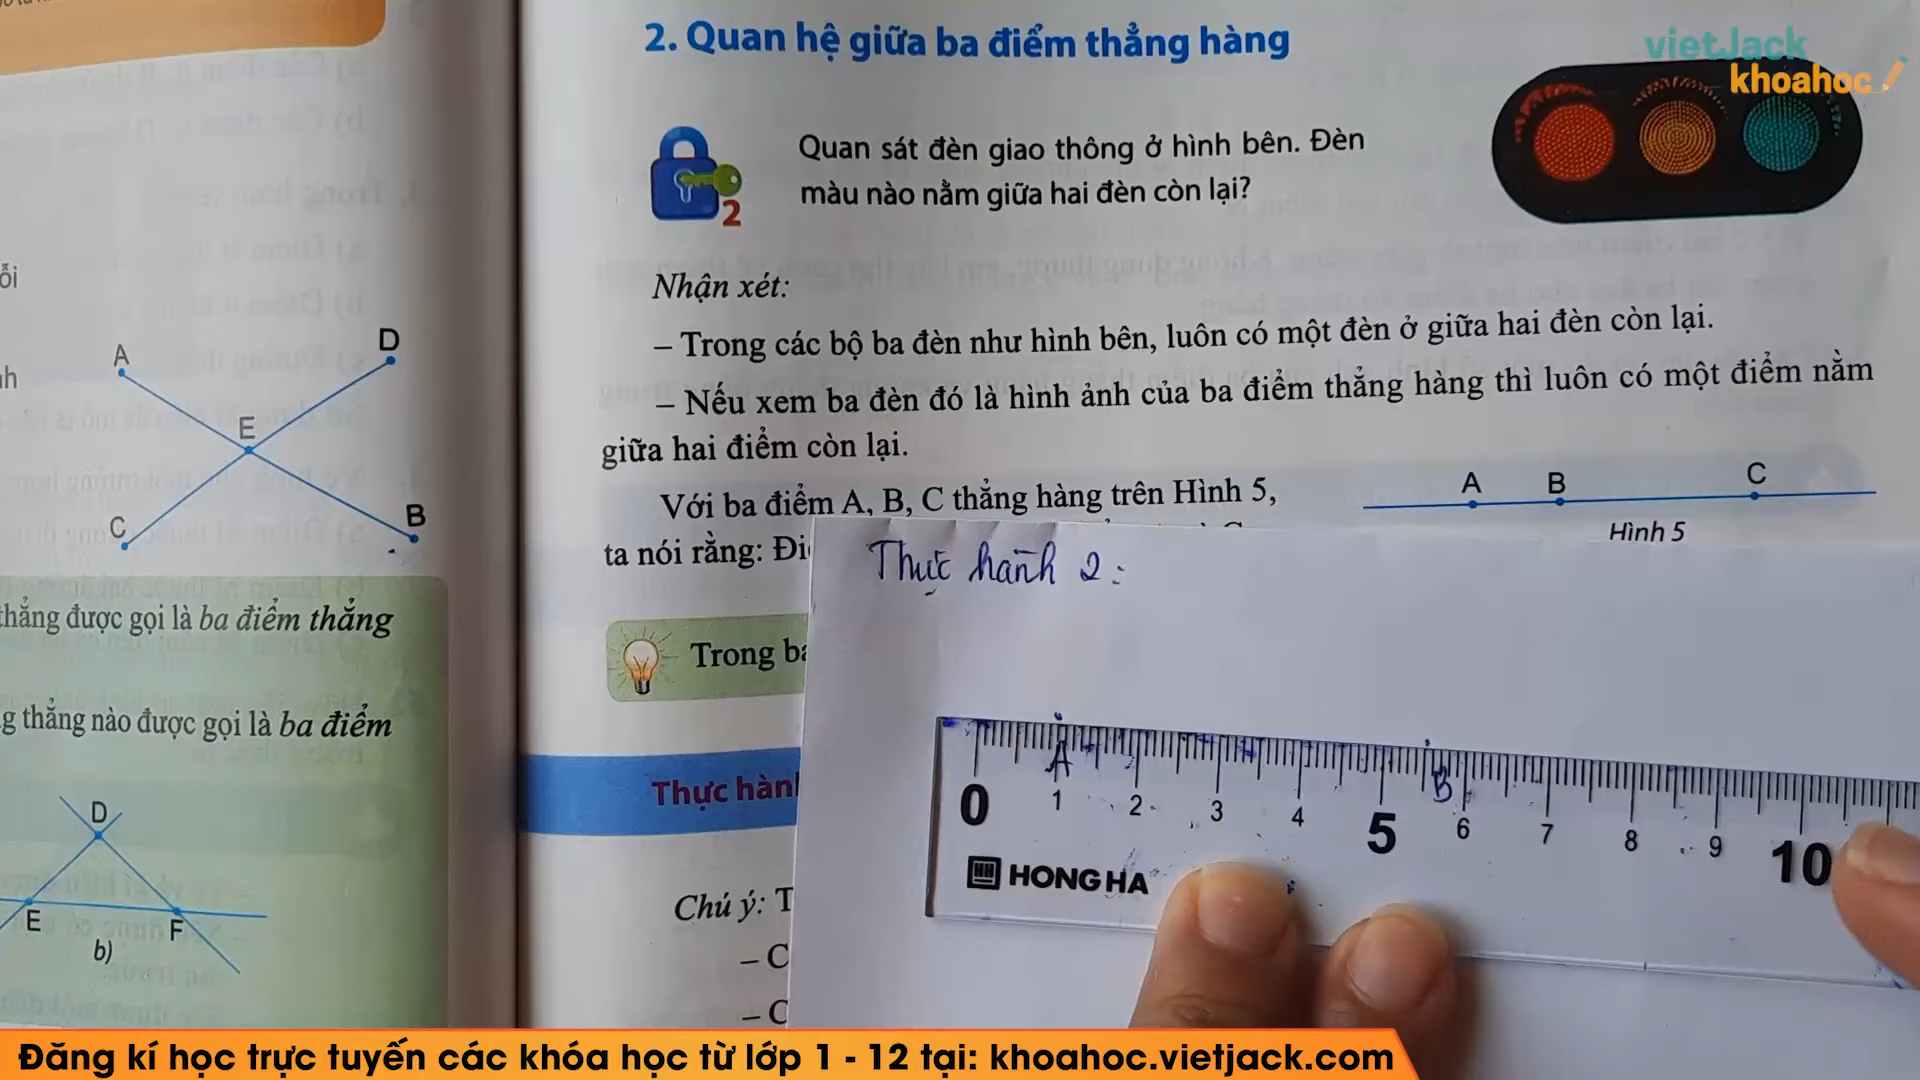 vietJack
khoahoc
2. Quan hệ giữa ba điểm thẳng hàng
2
Quan sát đèn giao thông ở hình bên. Đèn
màu nào nằm giữa hai đèn còn lại?
Nhận xét:
– Trong các bộ ba đèn như hình bên, luôn có một đèn ở giữa hai đèn còn lại.
– Nếu xem ba đèn đó là hình ảnh của ba điểm thẳng hàng thì luôn có một điểm nằm
giữa hai điểm còn lại.
Với ba điểm A, B, C thẳng hàng trên Hình 5,
ta nói rằng:
A B C
Hình 5
Trong
Thực hành
Chú ý: T
– C
– C
A
D
E
C
B
thẳng được gọi là ba điểm thẳng
thẳng nào được gọi là ba điểm
D
E
F
b)
Thực hành 2:
A
B
0 1 2 3 4 5 6 7 8 9 10
HONG HA
Đăng kí học trực tuyến các khóa học từ lớp 1 - 12 tại: khoahoc.vietjack.com